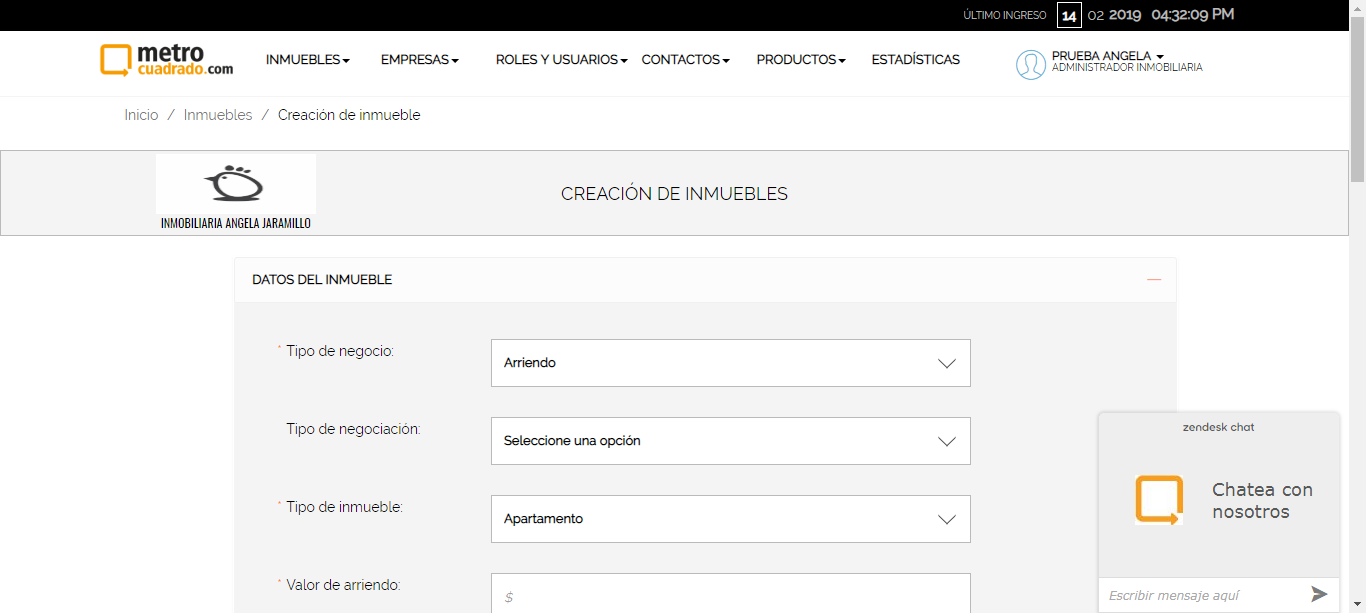 ÚLTIMO INGRESO 14 02 2019 04:32:09 PM
metro
cuadrado.com
INMUEBLES EMPRESAS ROLES Y USUARIOS CONTACTOS PRODUCTOS ESTADÍSTICAS
PRUEBA ANGELA
ADMINISTRADOR INMOBILIARIA
Inicio / Inmuebles / Creación de inmueble
CREACIÓN DE INMUEBLES
INMOBILIARIA ANGELA JARAMILLO
DATOS DEL INMUEBLE
* Tipo de negocio: Arriendo
Tipo de negociación: Seleccione una opción
* Tipo de inmueble: Apartamento
* Valor de arriendo: $
zendesk chat
Chatea con
nosotros
Escribir mensaje aquí